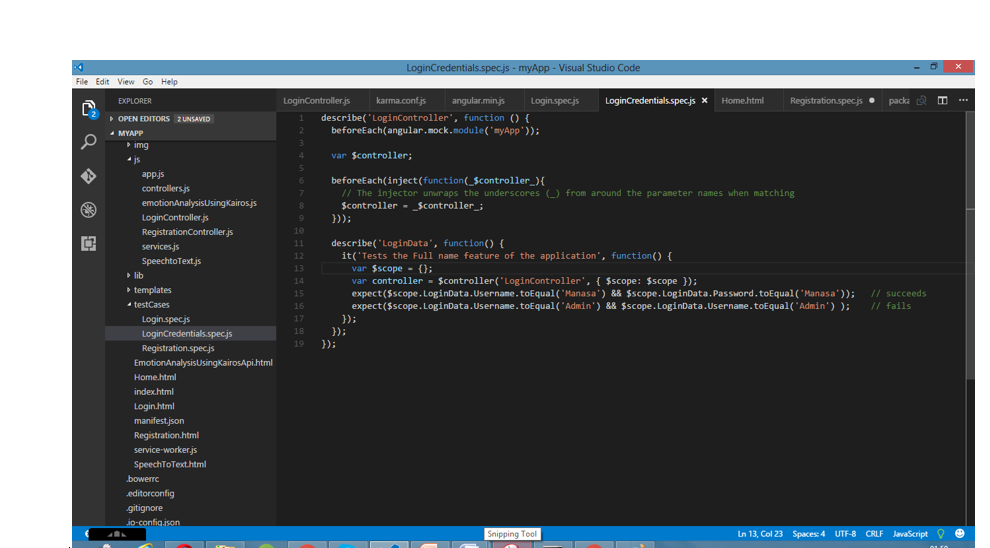 LoginCredentials.spec.js - myApp - Visual Studio Code
File Edit View Go Help
EXPLORER
LoginController.js karma.conf.js angular.min.js Login.spec.js LoginCredentials.spec.js Home.html Registration.spec.js packa
2
OPEN EDITORS 2 UNSAVED
MYAPP
img
js
app.js
controllers.js
emotionAnalysisUsingKairos.js
LoginController.js
RegistrationController.js
services.js
SpeechtoText.js
lib
templates
testCases
Login.spec.js
LoginCredentials.spec.js
Registration.spec.js
EmotionAnalysisUsingKairosApi.html
Home.html
index.html
Login.html
manifest.json
Registration.html
service-worker.js
SpeechToText.html
.bowerrc
.editorconfig
.gitignore
.io-config.json
1 describe('LoginController', function () {
2 beforeEach(angular.mock.module('myApp'));
3
4 var $controller;
5
6 beforeEach(inject(function(_$controller_){
7 // The injector unwraps the underscores (_) from around the parameter names when matching
8 $controller = _$controller_;
9 }));
10
11 describe('LoginData', function() {
12 it('Tests the Full name feature of the application', function() {
13 var $scope = {};
14 var controller = $controller('LoginController', { $scope: $scope });
15 expect($scope.LoginData.Username.toEqual('Manasa') && $scope.LoginData.Password.toEqual('Manasa')); // succeeds
16 expect($scope.LoginData.Username.toEqual('Admin') && $scope.LoginData.Username.toEqual('Admin') ); // fails
17 });
18 });
19 });
Snipping Tool
Ln 13, Col 23 Spaces: 4 UTF-8 CRLF JavaScript